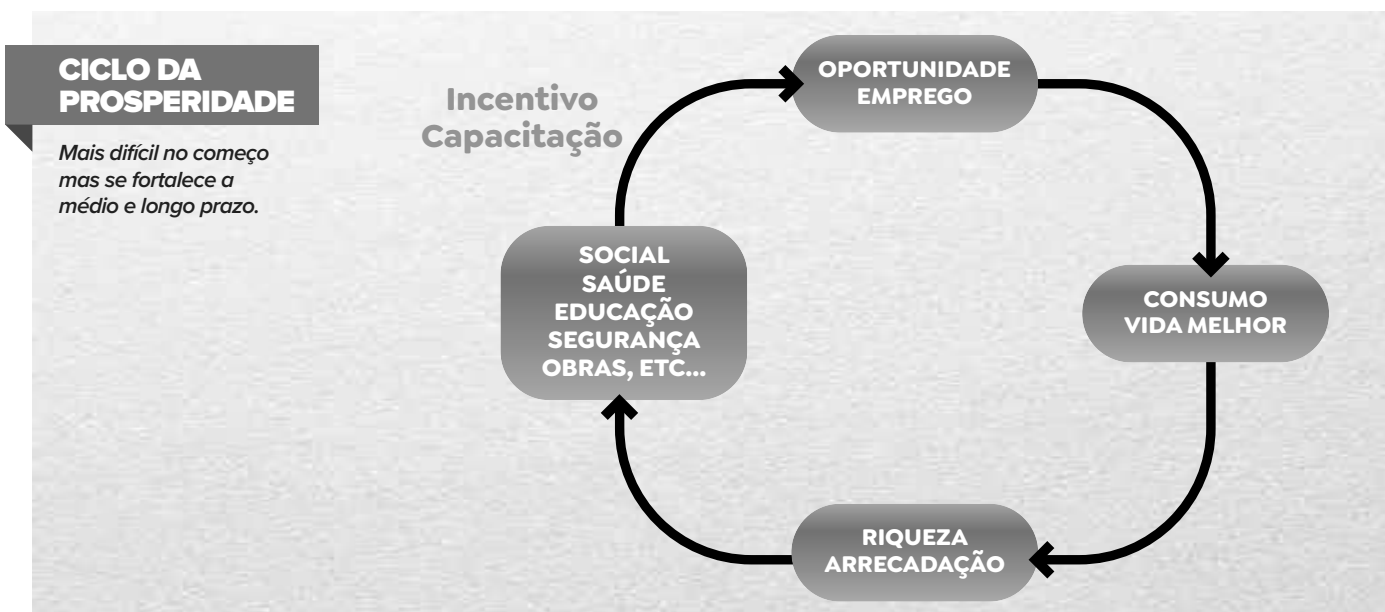 CICLO DA
PROSPERIDADE
Mais difícil no começo
mas se fortalece a
médio e longo prazo.
Incentivo
Capacitação
OPORTUNIDADE
EMPREGO
CONSUMO
VIDA MELHOR
RIQUEZA
ARRECADAÇÃO
SOCIAL
SAÚDE
EDUCAÇÃO
SEGURANÇA
OBRAS, ETC...